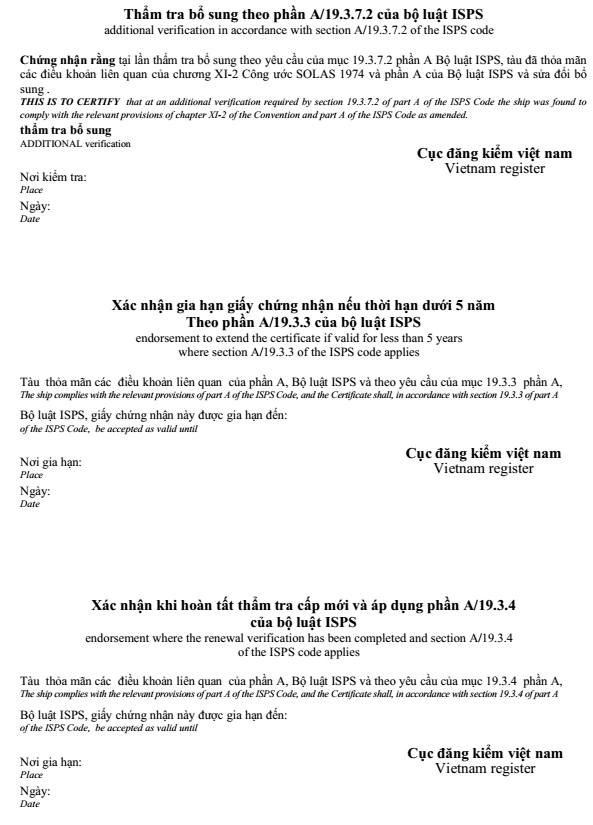 Thẩm tra bổ sung theo phần A/19.3.7.2 của bộ luật ISPS
additional verification in accordance with section A/19.3.7.2 of the ISPS code
Chứng nhận rằng tại lần thẩm tra bổ sung theo yêu cầu của mục 19.3.7.2 phần A Bộ luật ISPS, tàu đã thỏa mãn
các điều khoản liên quan của chương XI-2 Công ước SOLAS 1974 và phần A của Bộ luật ISPS và sửa đổi bổ
sung .
THIS IS TO CERTIFY that at an additional verification required by section 19.3.7.2 of part A of the ISPS Code the ship was found to
comply with the relevant provisions of chapter XI-2 of the Convention and part A of the ISPS Code as amended.
thẩm tra bổ sung
ADDITIONAL verification
Cục đăng kiểm việt nam
Vietnam register
Nơi kiểm tra:
Place
Ngày:
Date
Xác nhận gia hạn giấy chứng nhận nếu thời hạn dưới 5 năm
Theo phần A/19.3.3 của bộ luật ISPS
endorsement to extend the certificate if valid for less than 5 years
where section A/19.3.3 of the ISPS code applies
Tàu thỏa mãn các điều khoản liên quan của phần A, Bộ luật ISPS và theo yêu cầu của mục 19.3.3 phần A,
The ship complies with the relevant provisions of part A of the ISPS Code, and the Certificate shall, in accordance with section 19.3.3 of part A
Bộ luật ISPS, giấy chứng nhận này được gia hạn đến:
of the ISPS Code, be accepted as valid until
Cục đăng kiểm việt nam
Vietnam register
Nơi gia hạn:
Place
Ngày:
Date
Xác nhận khi hoàn tất thẩm tra cấp mới và áp dụng phần A/19.3.4
của bộ luật ISPS
endorsement where the renewal verification has been completed and section A/19.3.4
of the ISPS code applies
Tàu thỏa mãn các điều khoản liên quan của phần A, Bộ luật ISPS và theo yêu cầu của mục 19.3.4 phần A,
The ship complies with the relevant provisions of part A of the ISPS Code, and the Certificate shall, in accordance with section 19.3.4 of part A
Bộ luật ISPS, giấy chứng nhận này được gia hạn đến:
of the ISPS Code, be accepted as valid until
Cục đăng kiểm việt nam
Vietnam register
Nơi gia hạn:
Place
Ngày:
Date